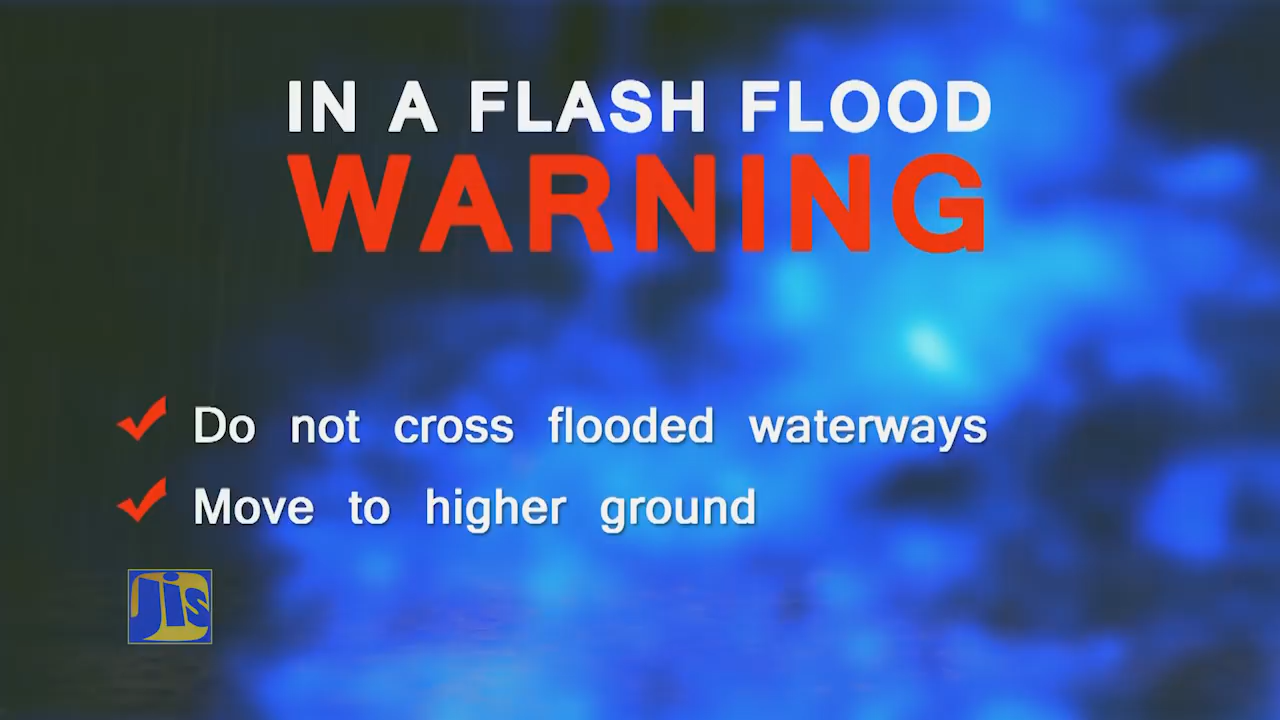 IN A FLASH FLOOD
WARNING
Do not cross flooded waterways
Move to higher ground
Jis